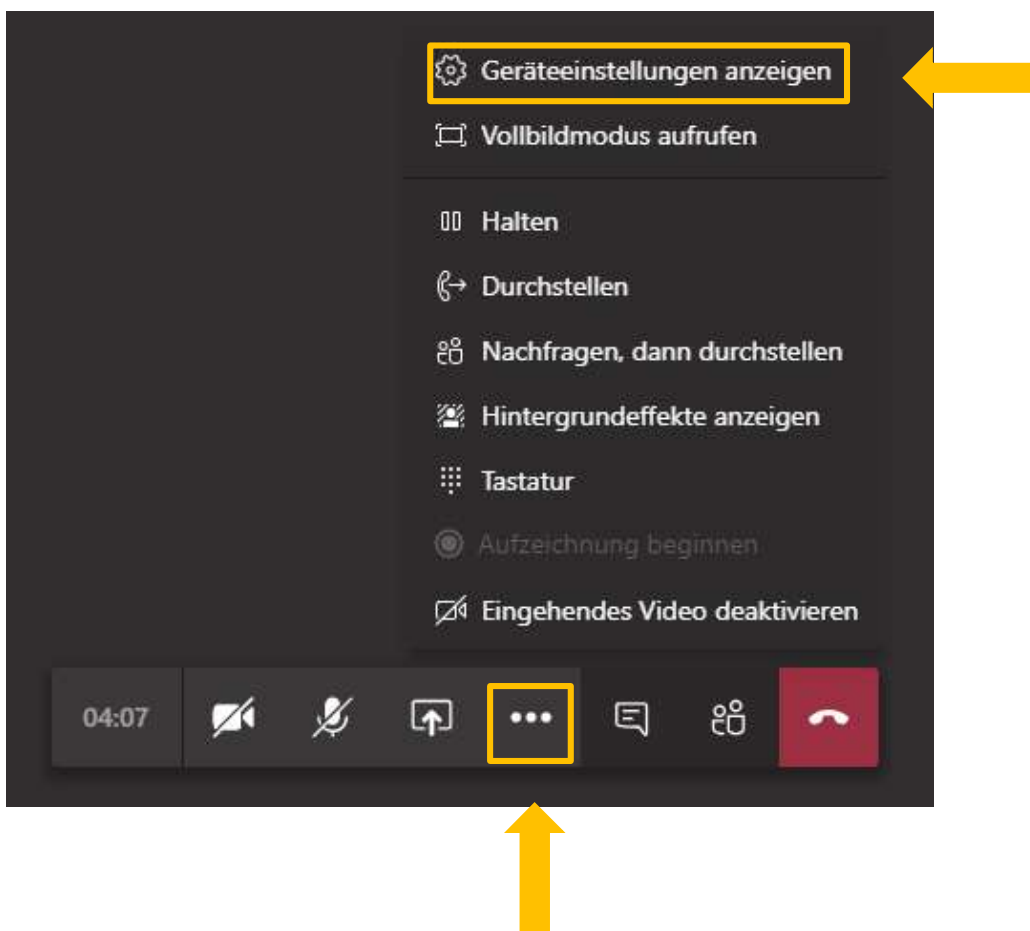 Geräteeinstellungen anzeigen
Vollbildmodus aufrufen
Halten
Durchstellen
Nachfragen, dann durchstellen
Hintergrundeffekte anzeigen
Tastatur
Aufzeichnung beginnen
Eingehendes Video deaktivieren
04:07